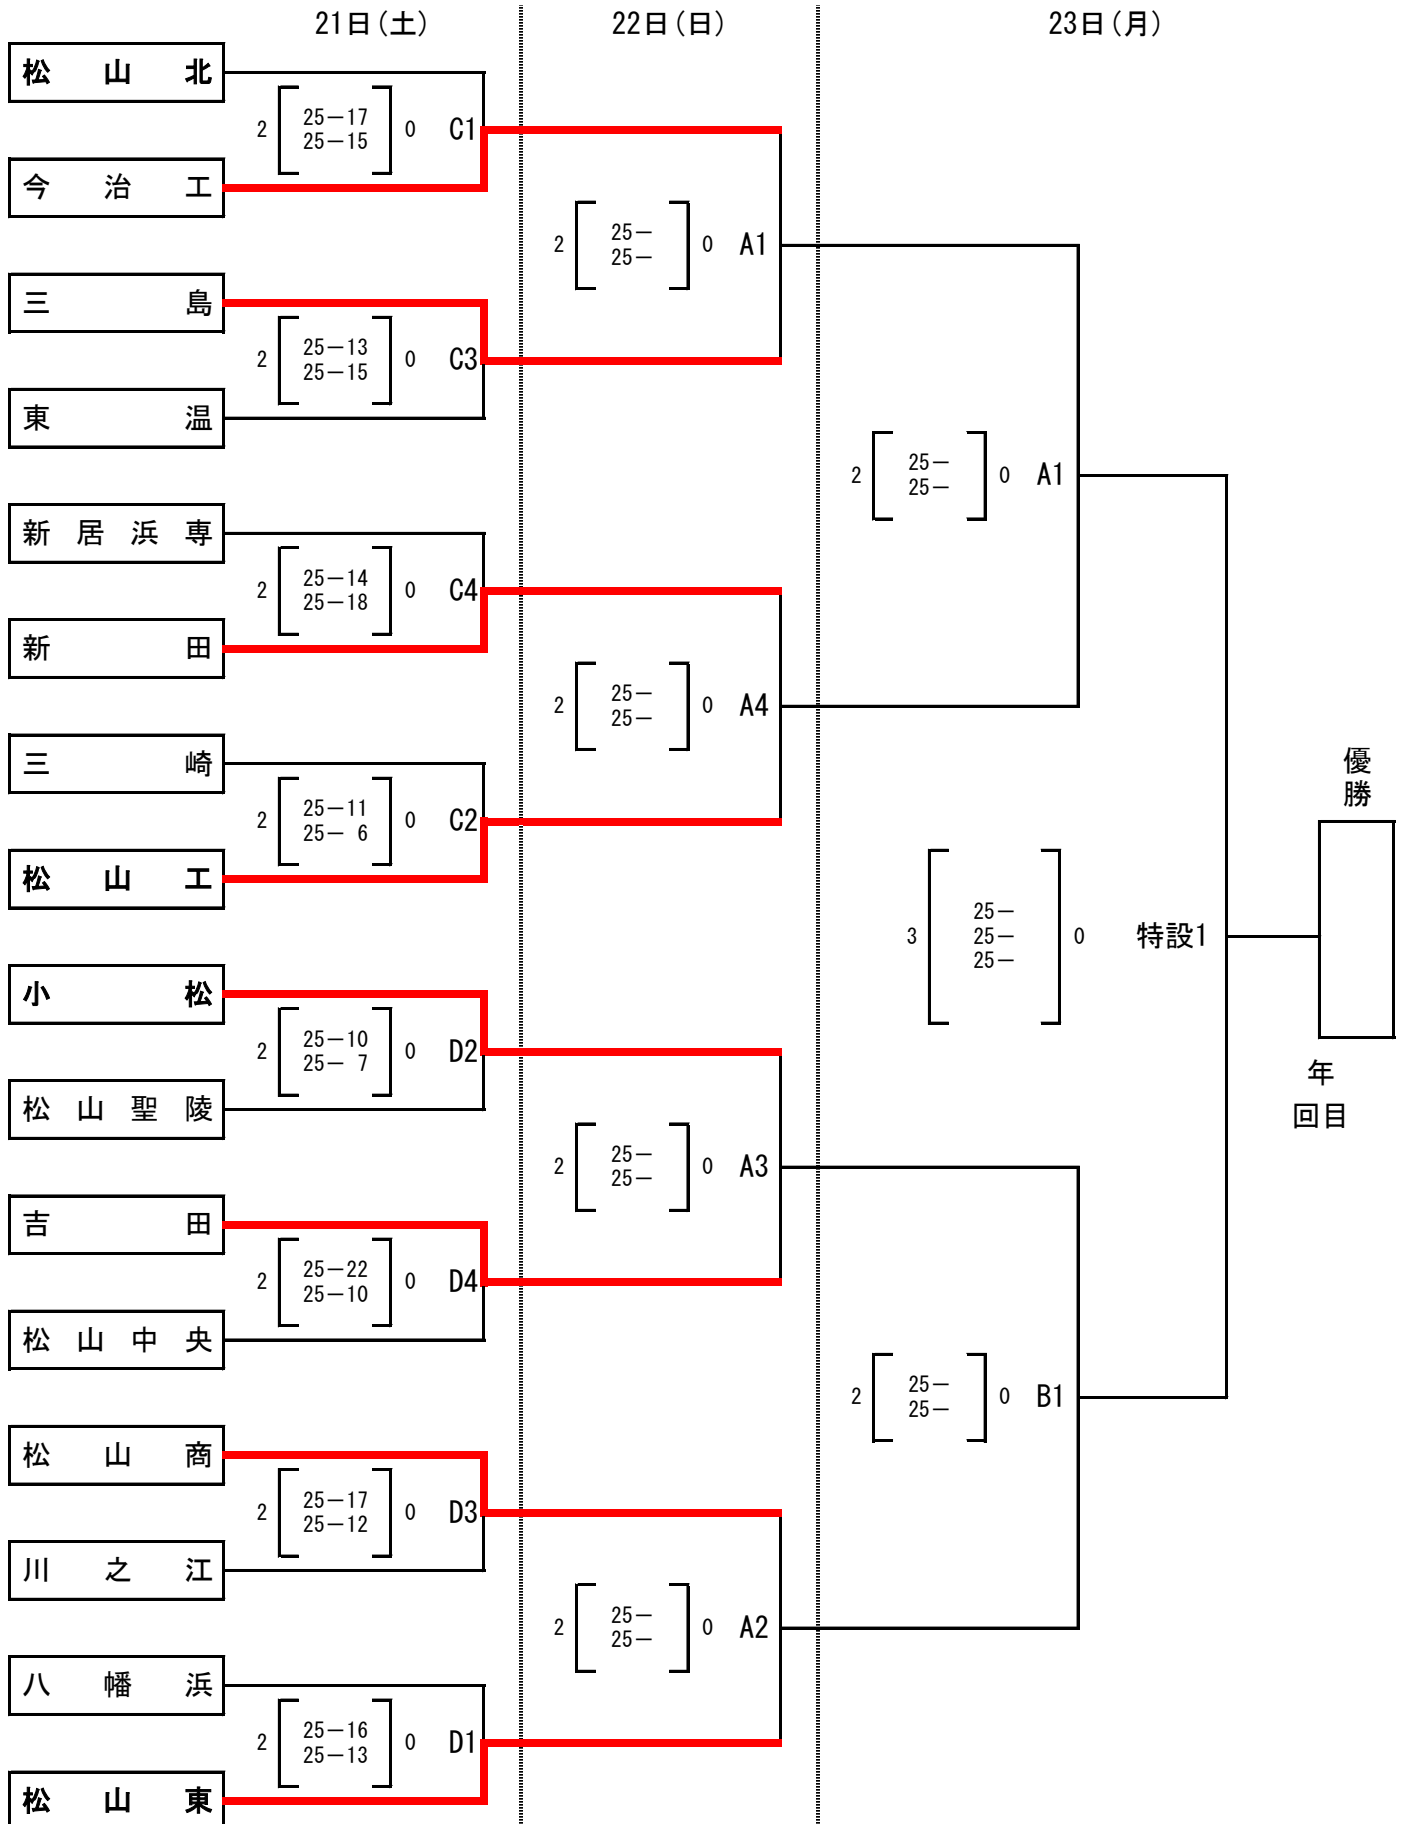 21日(土) 22日(日) 23日(月)
松山北
2 25-17 0 C1
25-15
今治工
2 25- 0 A1
25-
三島
2 25-13 0 C3
25-15
東温
2 25- 0 A1
25-
新居浜専
2 25-14 0 C4
25-18
新田
2 25- 0 A4
25-
三崎
2 25-11 0 C2
25- 6
松山工
優勝
3 25- 0 特設1
25-
25-
年
回目
小松
2 25-10 0 D2
25- 7
松山聖陵
2 25- 0 A3
25-
吉田
2 25-22 0 D4
25-10
松山中央
2 25- 0 B1
25-
松山商
2 25-17 0 D3
25-12
川之江
2 25- 0 A2
25-
八幡浜
2 25-16 0 D1
25-13
松山東